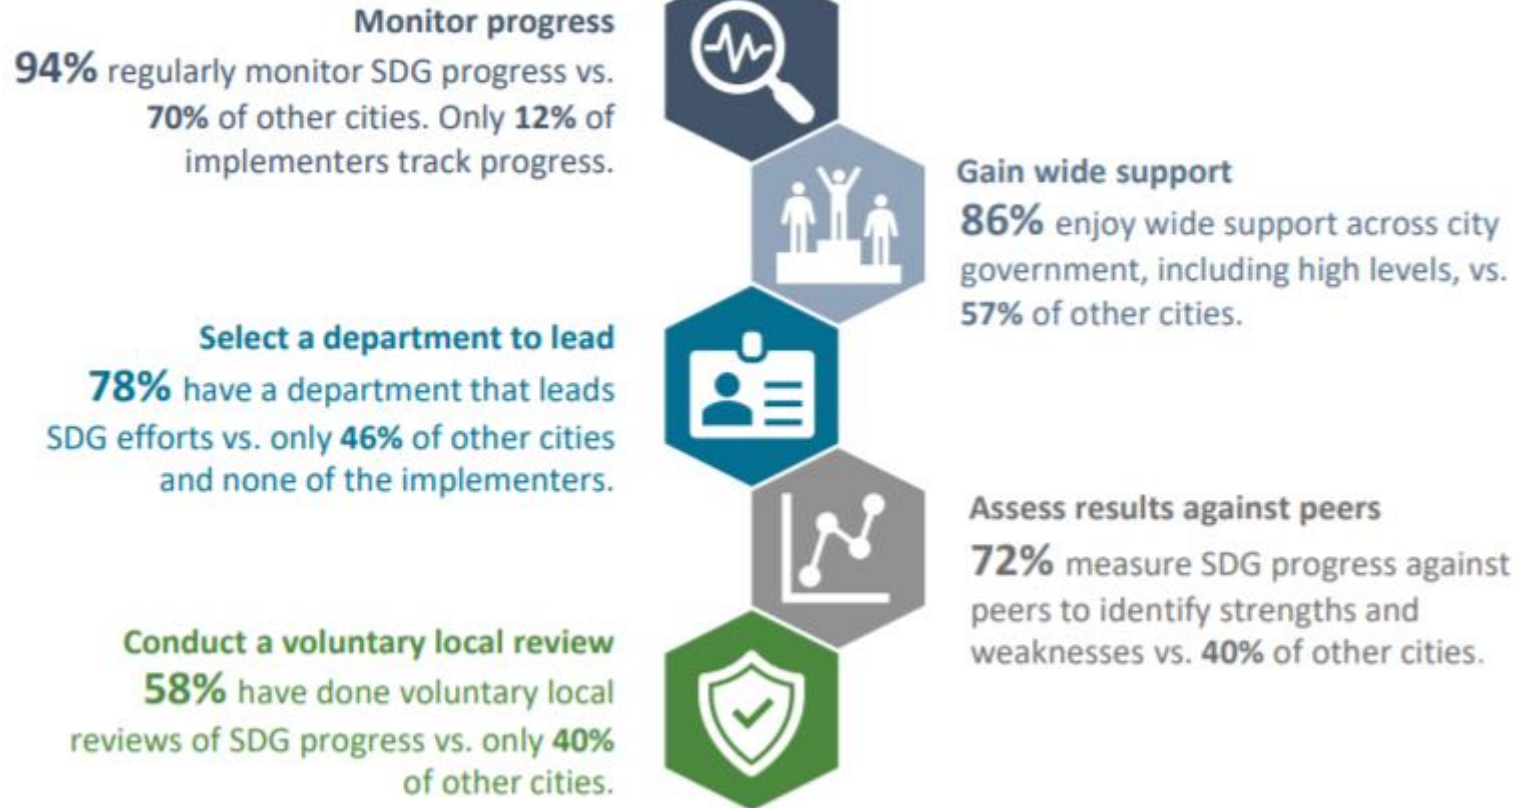 Monitor progress
94% regularly monitor SDG progress vs.
70% of other cities. Only 12% of
implementers track progress.
Gain wide support
86% enjoy wide support across city
government, including high levels, vs.
57% of other cities.
Select a department to lead
78% have a department that leads
SDG efforts vs. only 46% of other cities
and none of the implementers.
Assess results against peers
72% measure SDG progress against
peers to identify strengths and
weaknesses vs. 40% of other cities.
Conduct a voluntary local review
58% have done voluntary local
reviews of SDG progress vs. only 40%
of other cities.